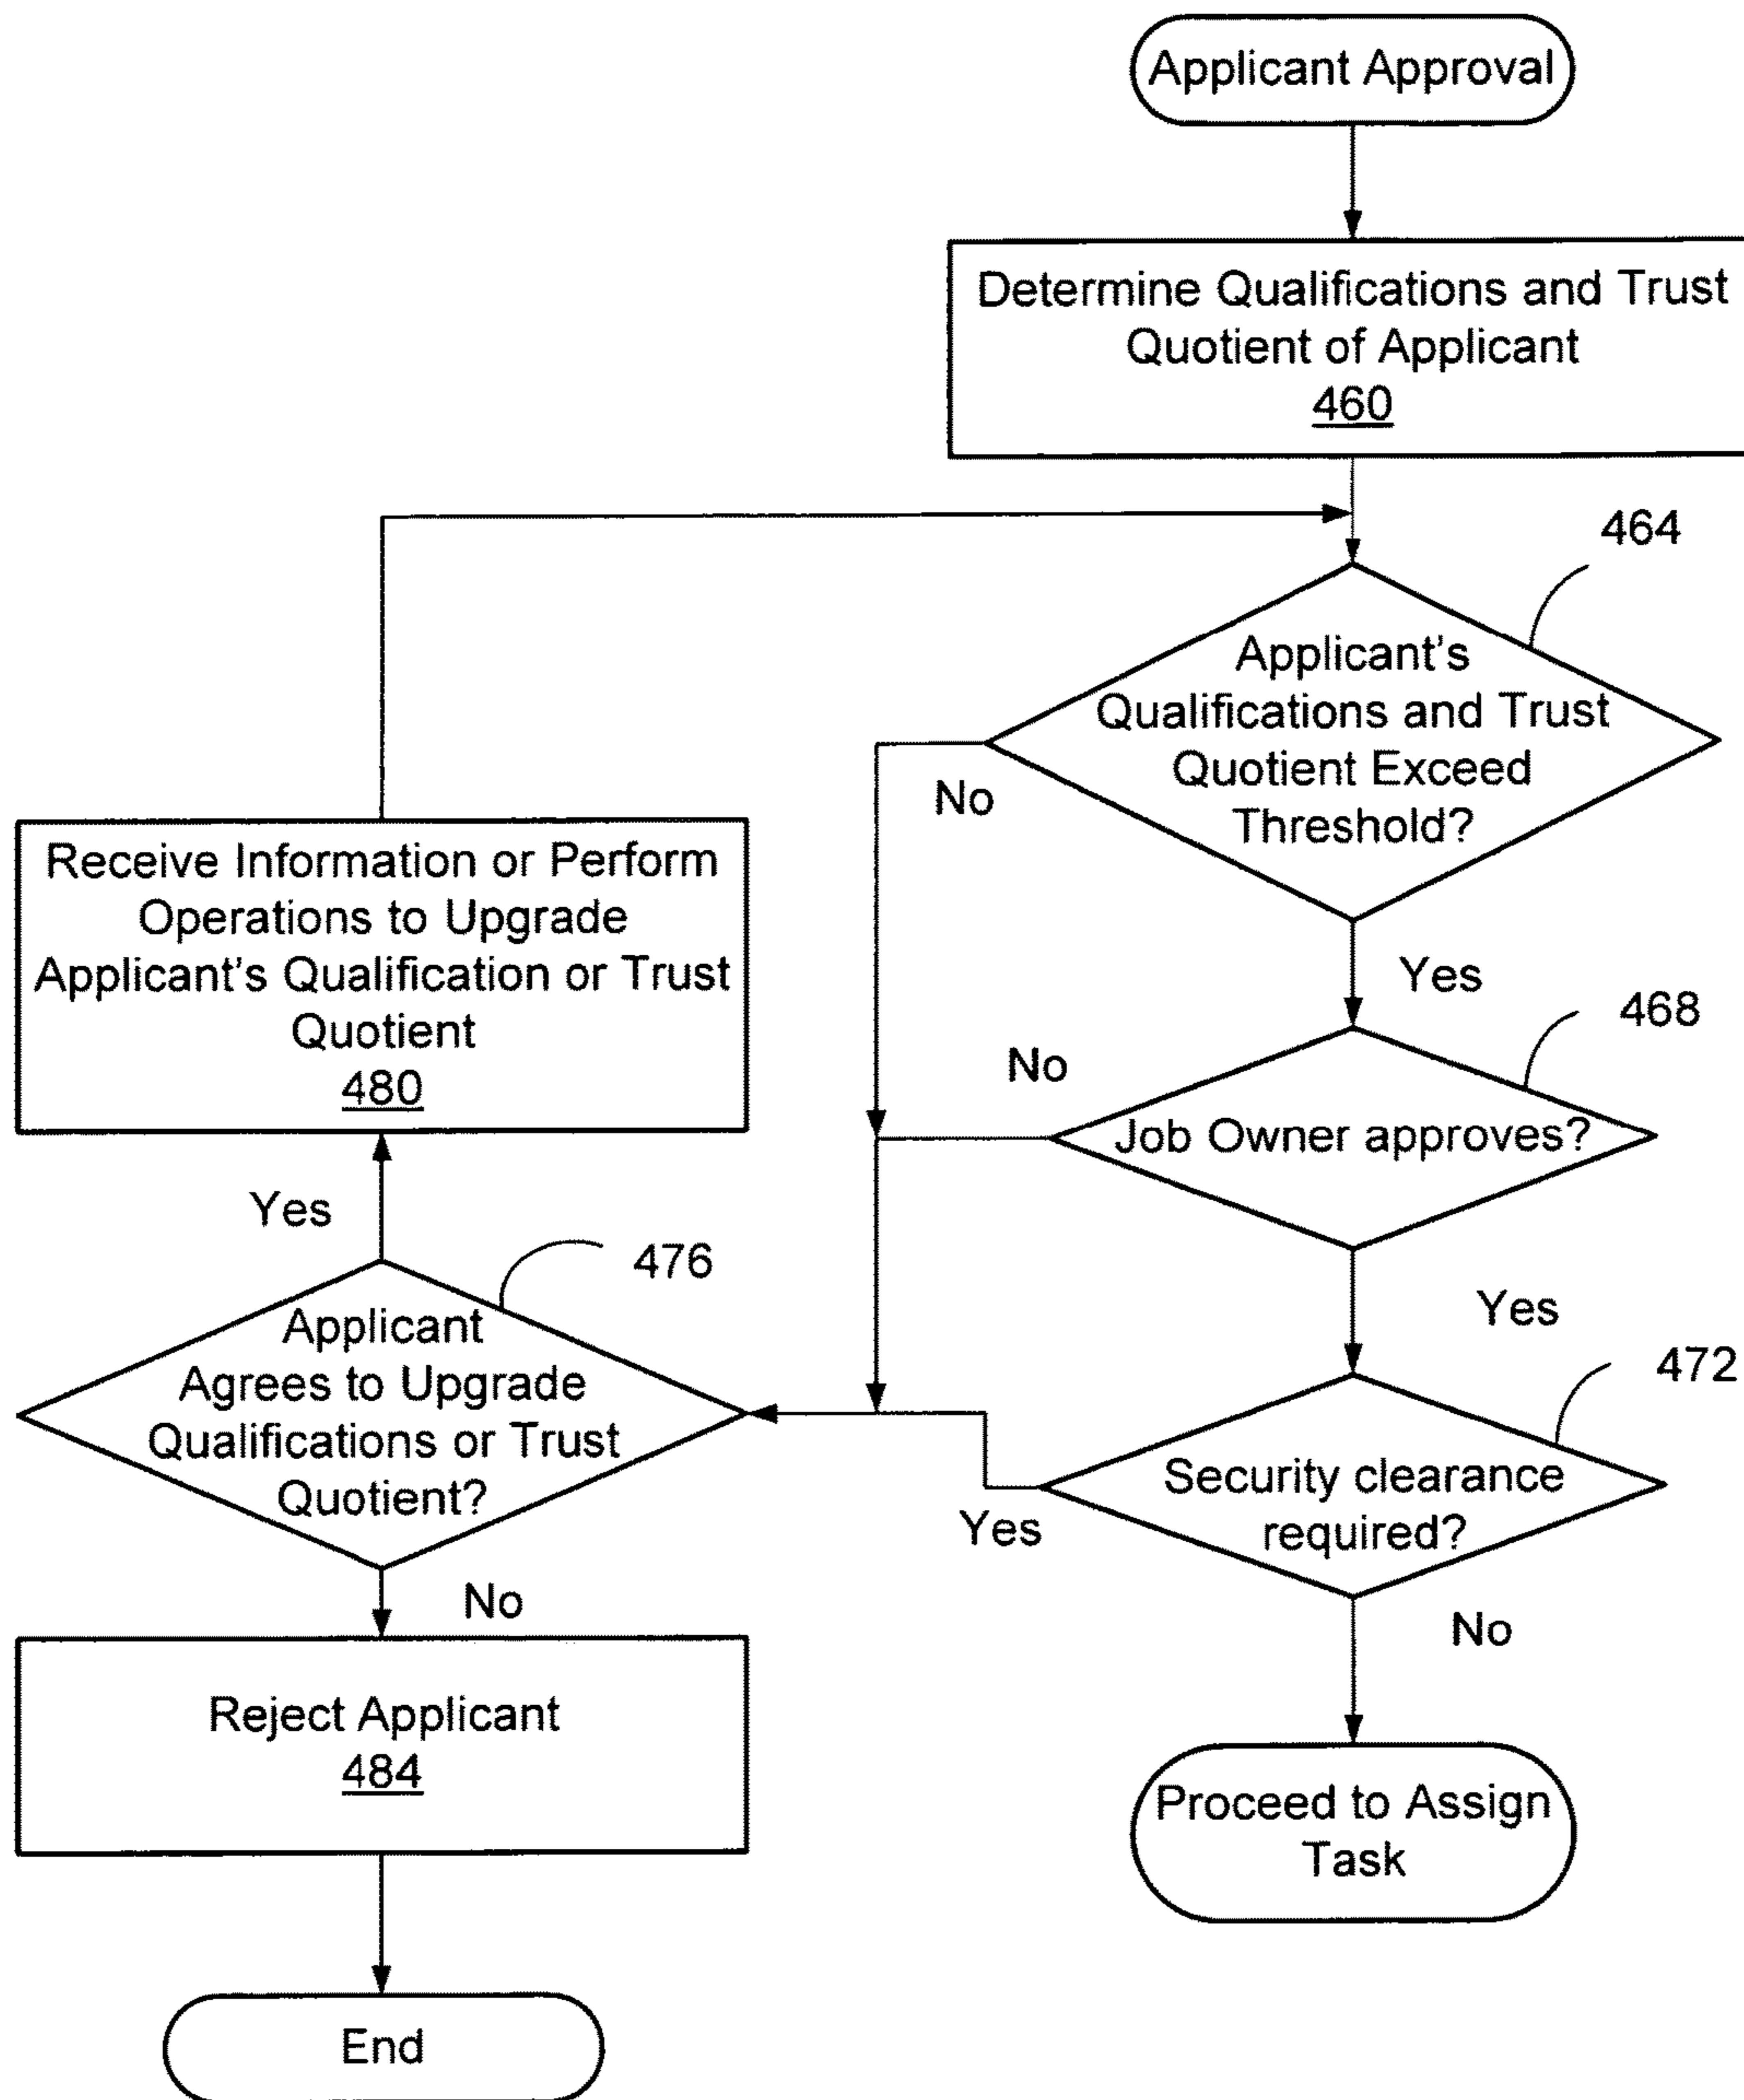 Applicant Approval
Determine Qualifications and Trust
Quotient of Applicant
460
464
Applicant's
Qualifications and Trust
Quotient Exceed
Threshold?
No
Yes
468
No
Job Owner approves?
Yes
472
Security clearance
required?
Yes
No
Proceed to Assign
Task
Receive Information or Perform
Operations to Upgrade
Applicant's Qualification or Trust
Quotient
480
Yes
476
Applicant
Agrees to Upgrade
Qualifications or Trust
Quotient?
No
Reject Applicant
484
End